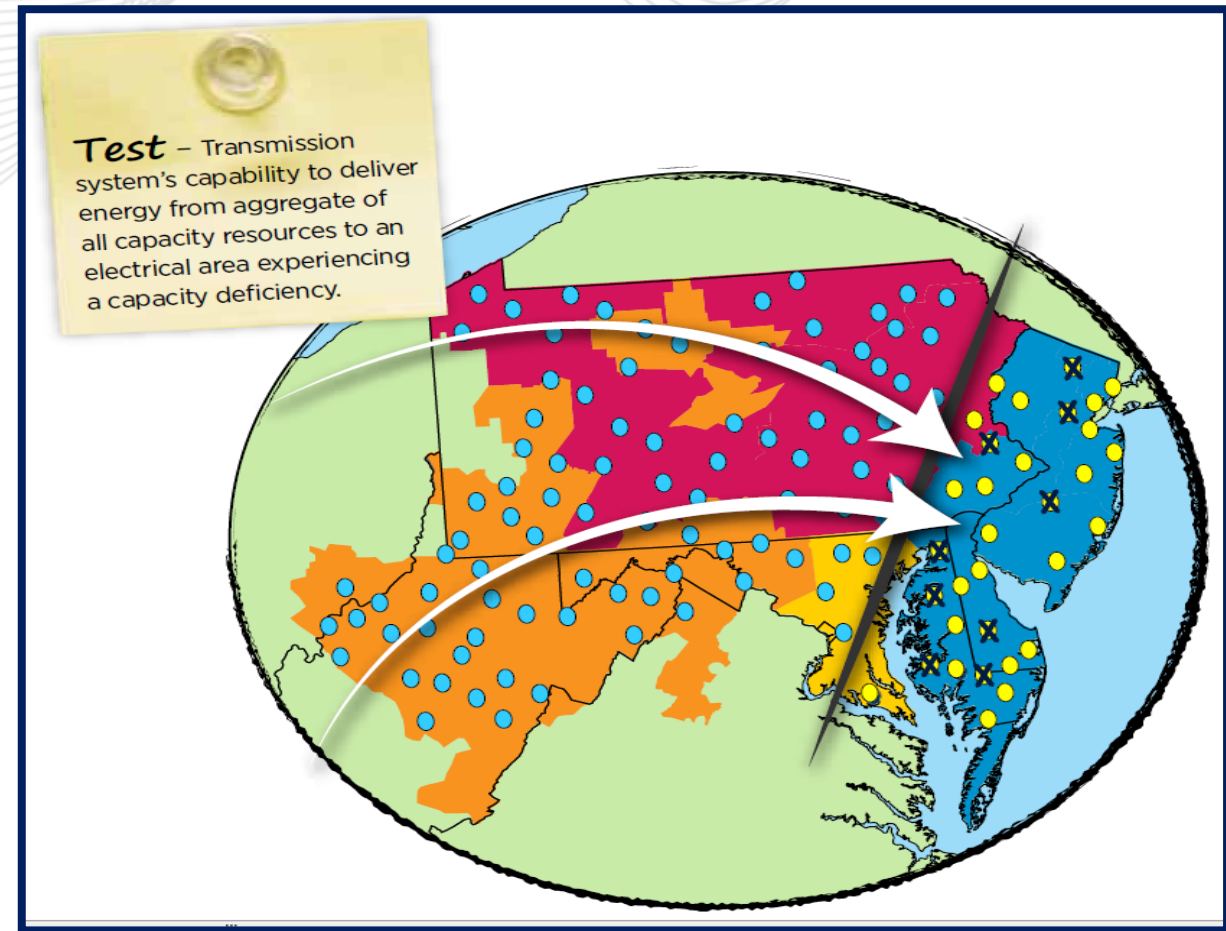 Test – Transmission
system's capability to deliver
energy from aggregate of
all capacity resources to an
electrical area experiencing
a capacity deficiency.